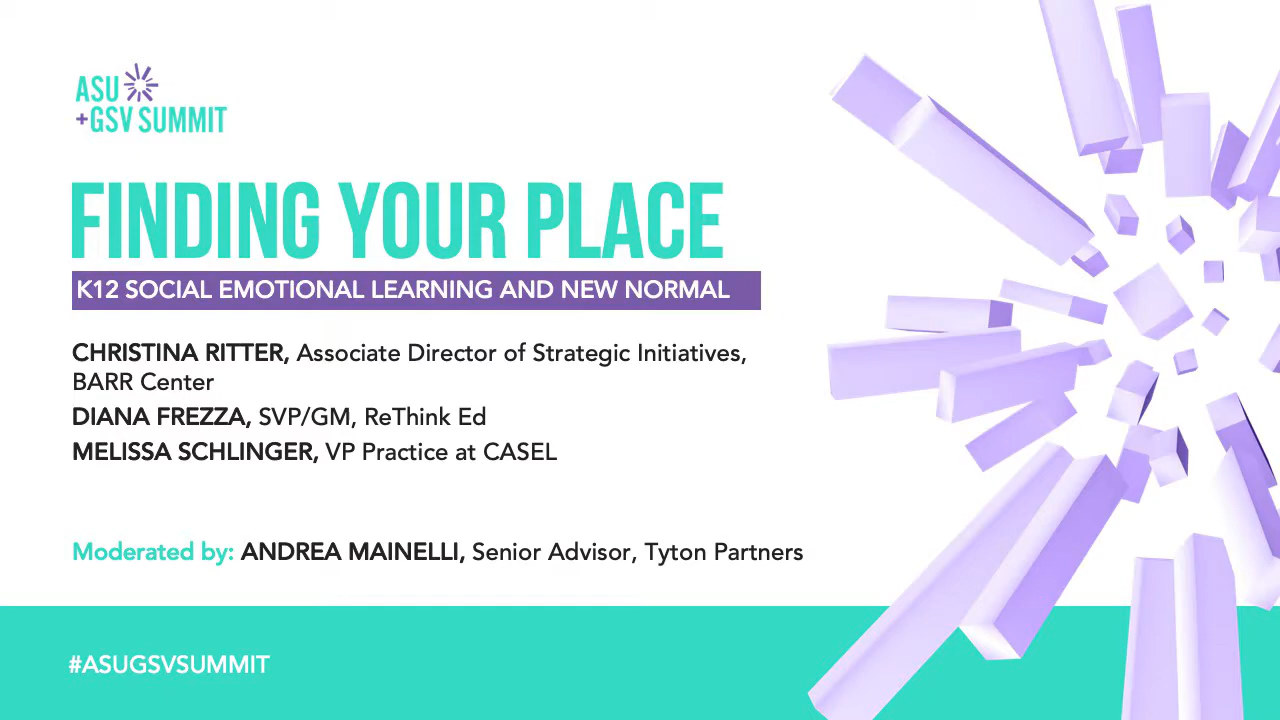 ASU
+GSV SUMMIT
FINDING YOUR PLACE
K12 SOCIAL EMOTIONAL LEARNING AND NEW NORMAL
CHRISTINA RITTER, Associate Director of Strategic Initiatives,
BARR Center
DIANA FREZZA, SVP/GM, ReThink Ed
MELISSA SCHLINGER, VP Practice at CASEL
Moderated by: ANDREA MAINELLI, Senior Advisor, Tyton Partners
#ASUGSVSUMMIT